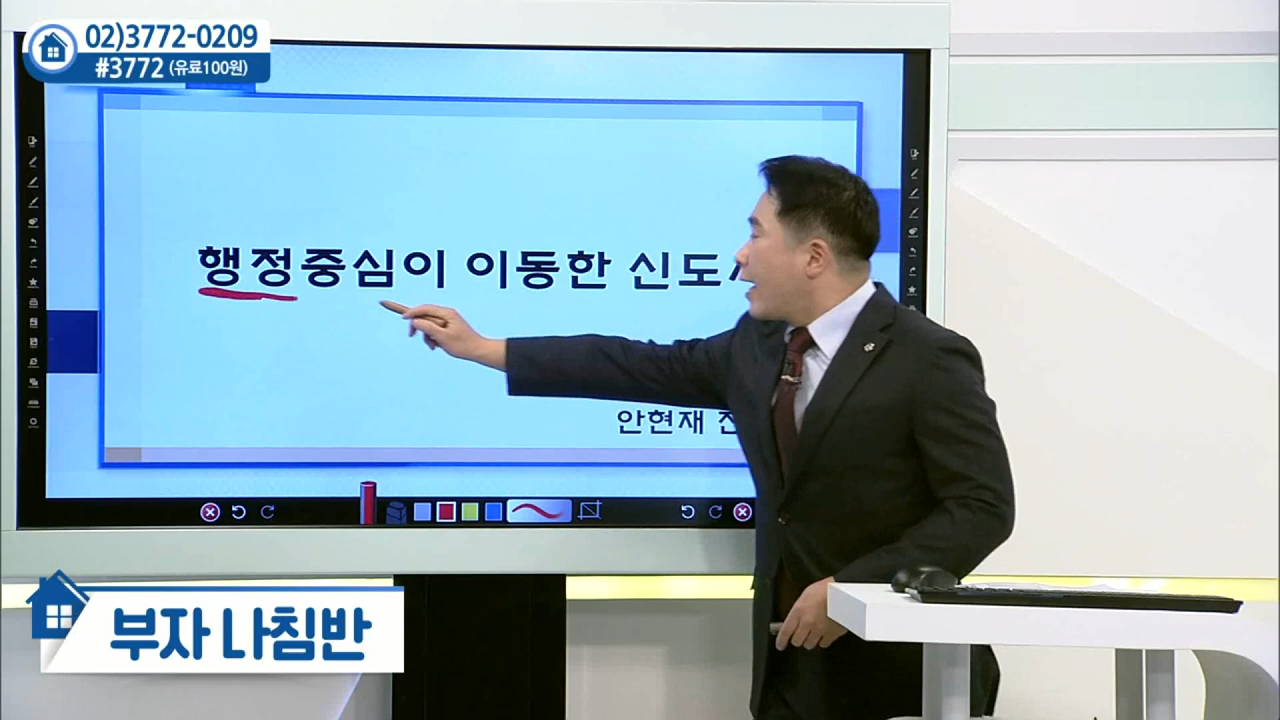 02)3772-0209
#3772 (유료100원)
행정중심이 이동한 신도
안현재
부자 나침반